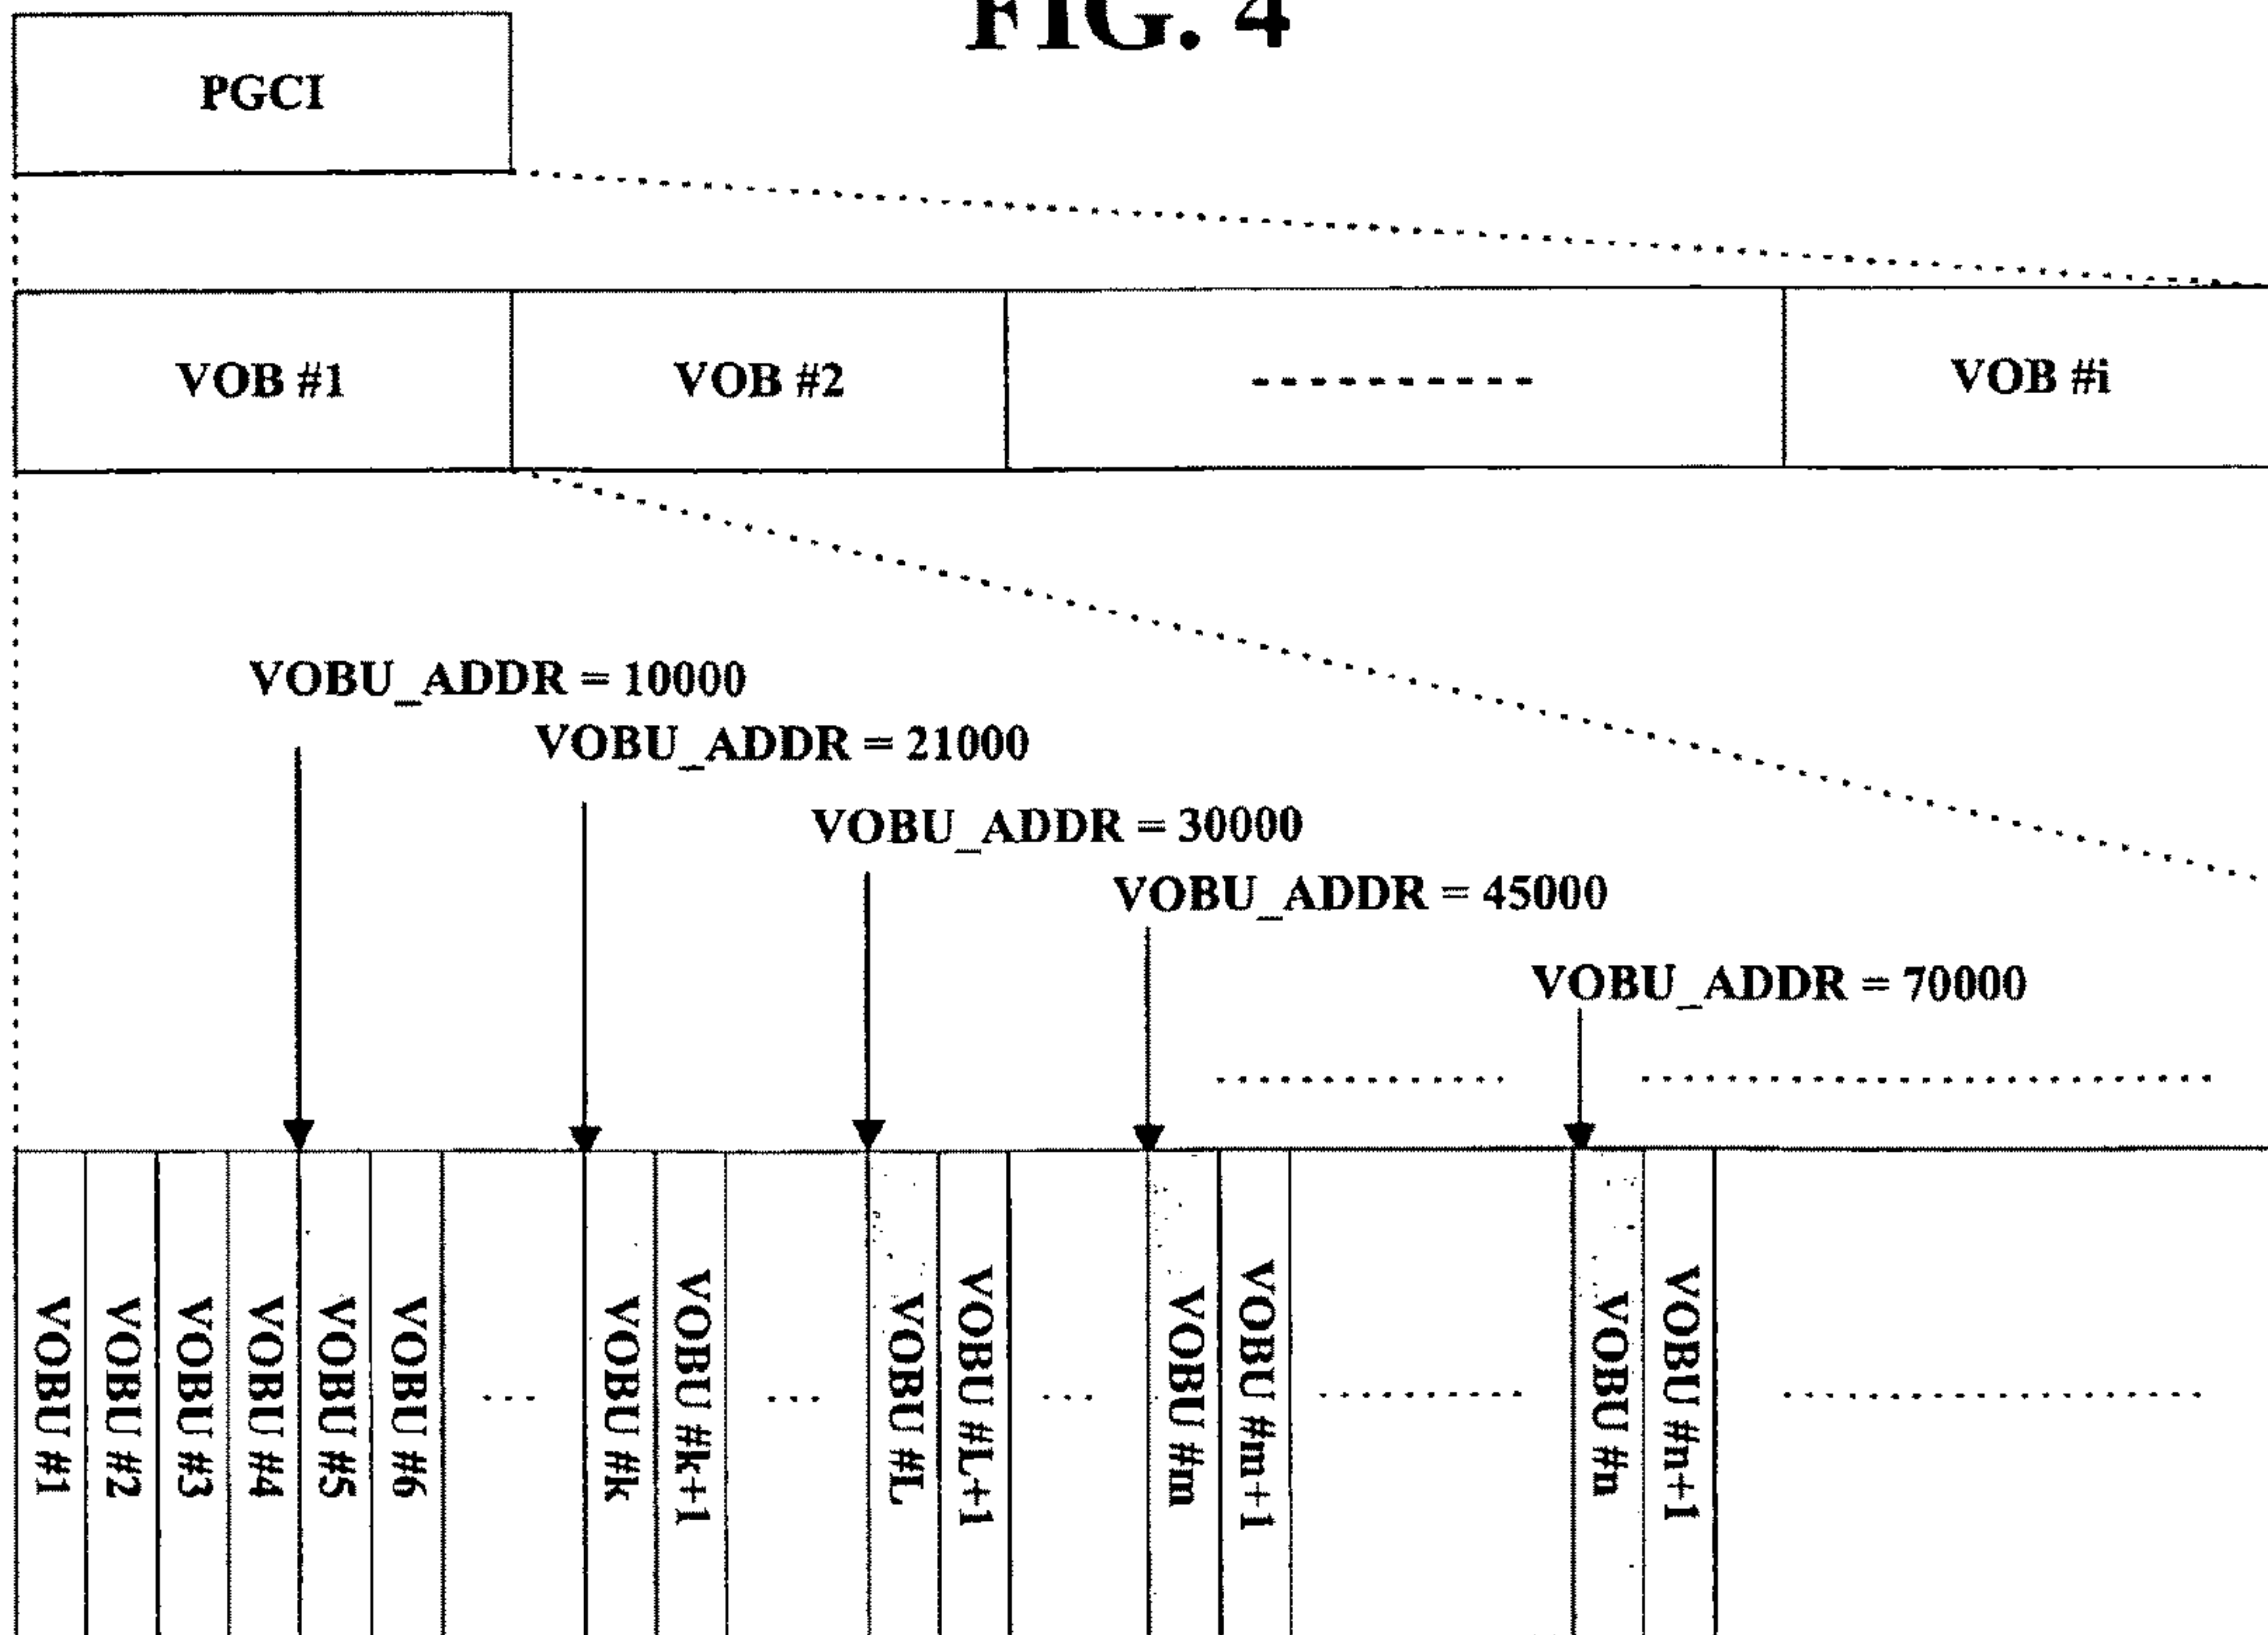 FIG. 4
PGCI
VOB #1
VOB #2
----------
VOB #i
VOBU_ADDR = 10000
VOBU_ADDR = 21000
VOBU_ADDR = 30000
VOBU_ADDR = 45000
VOBU_ADDR = 70000
VOBU #1
VOBU #2
VOBU #3
VOBU #4
VOBU #5
VOBU #6
...
VOBU #k
VOBU #k+1
...
VOBU #L
VOBU #L+1
...
VOBU #m
VOBU #m+1
VOBU #n
VOBU #n+1